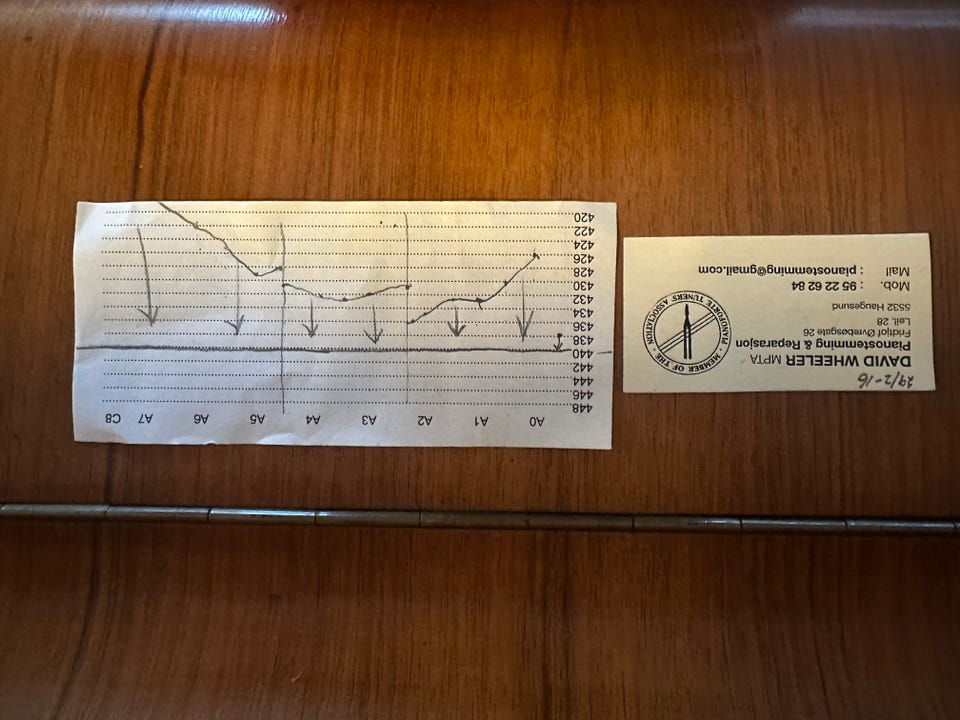 A0 A1 A2 A3 A4 A5 A6 A7 C8
448
446
444
442
440
438
436
434
432
430
428
426
424
422
420
29/2-16
DAVID WHEELER MPTA
Pianostemming & Reparasjon
Fridtjof Øvrebøsgate 26
Leil. 28
5532 Haugesund
Mob. : 95 22 62 84
Mail : pianostemming@gmail.com
· MEMBER OF THE ·
PIANOFORTE TUNERS' ASSOCIATION